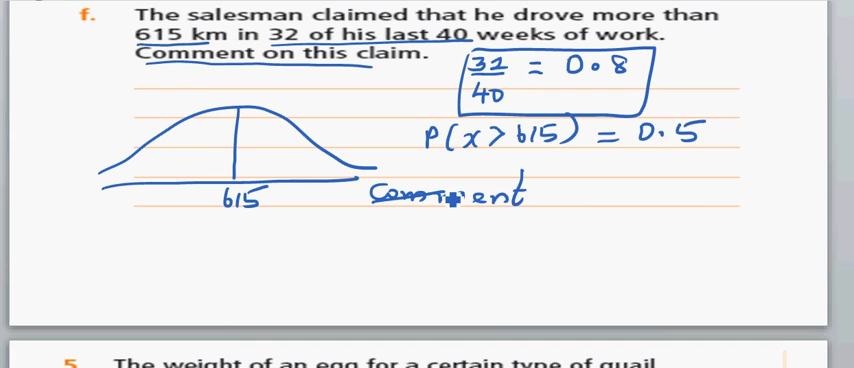 f. The salesman claimed that he drove more than
615 km in 32 of his last 40 weeks of work.
Comment on this claim.
32/40 = 0.8
P(x > 615) = 0.5
615
Comment
5. The weight of an egg for a certain type of quail